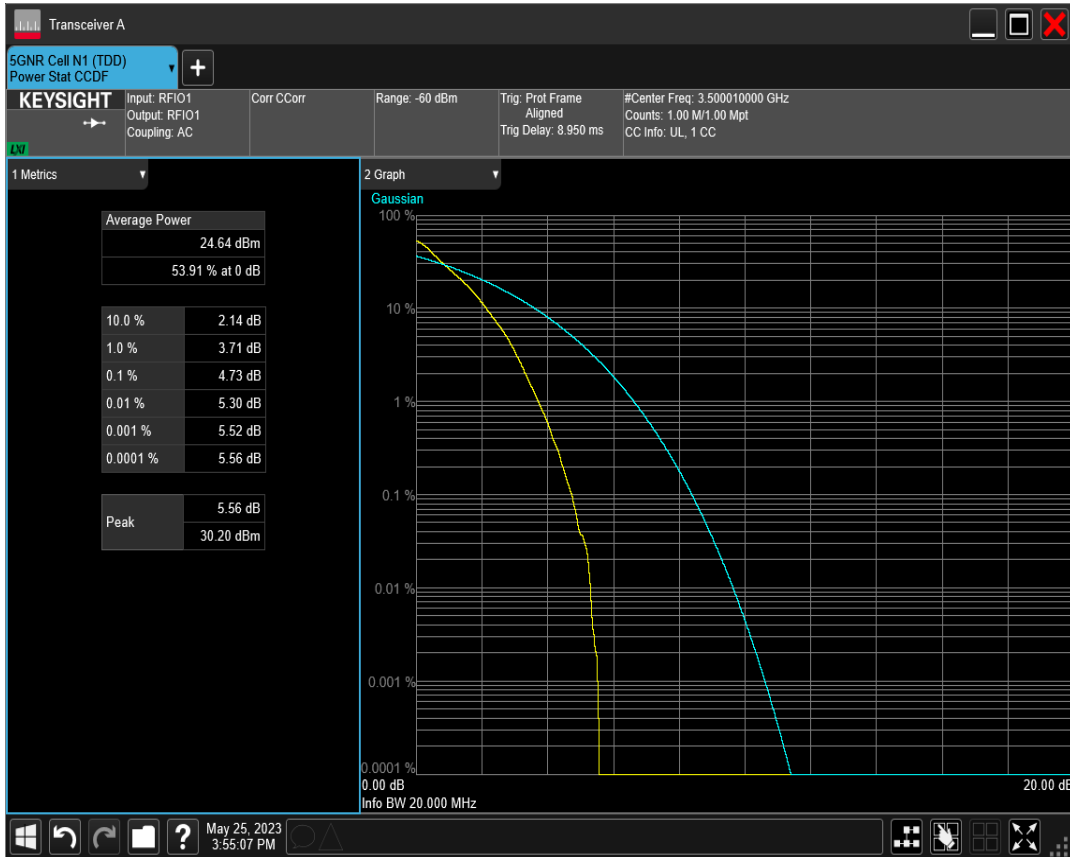 Transceiver A
5GNR Cell N1 (TDD)
Power Stat CCDF
+
KEYSIGHT
LXI
Input: RFIO1
Output: RFIO1
Coupling: AC
Corr CCorr
Range: -60 dBm
Trig: Prot Frame
Aligned
Trig Delay: 8.950 ms
#Center Freq: 3.500010000 GHz
Counts: 1.00 M/1.00 Mpt
CC Info: UL, 1 CC
1 Metrics
Average Power
24.64 dBm
53.91 % at 0 dB
10.0 % 2.14 dB
1.0 % 3.71 dB
0.1 % 4.73 dB
0.01 % 5.30 dB
0.001 % 5.52 dB
0.0001 % 5.56 dB
Peak
5.56 dB
30.20 dBm
2 Graph
Gaussian
100 %
10 %
1 %
0.1 %
0.01 %
0.001 %
0.0001 %
0.00 dB
20.00 dB
Info BW 20.000 MHz
?
May 25, 2023
3:55:07 PM